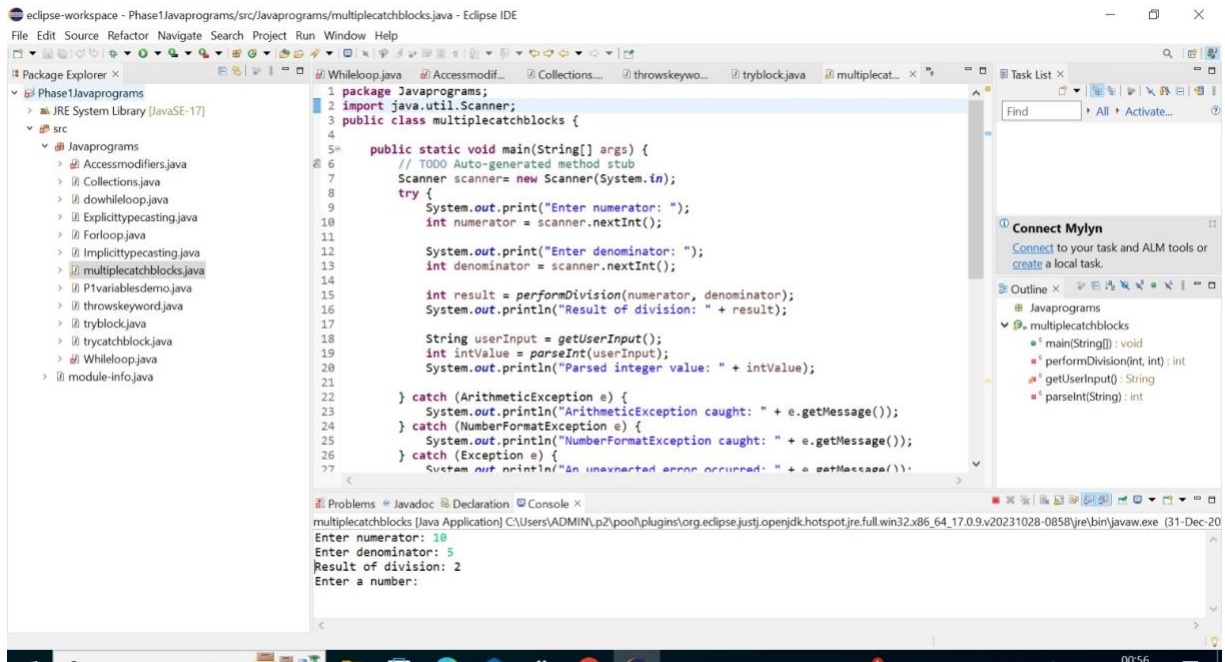 eclipse-workspace - Phase1Javaprograms/src/Javaprograms/multiplecatchblocks.java - Eclipse IDE
File Edit Source Refactor Navigate Search Project Run Window Help
Package Explorer
Phase1Javaprograms
JRE System Library [JavaSE-17]
src
Javaprograms
Accessmodifiers.java
Collections.java
dowhileloop.java
Explicittypecasting.java
Forloop.java
Implicittypecasting.java
multiplecatchblocks.java
P1variablesdemo.java
throwskeyword.java
tryblock.java
trycatchblock.java
Whileloop.java
module-info.java
Whileloop.java Accessmodif... Collections.... throwskeywo... tryblock.java multiplecat...
1 package Javaprograms;
2 import java.util.Scanner;
3 public class multiplecatchblocks {
4
5 public static void main(String[] args) {
6 // TODO Auto-generated method stub
7 Scanner scanner= new Scanner(System.in);
8 try {
9 System.out.print("Enter numerator: ");
10 int numerator = scanner.nextInt();
11
12 System.out.print("Enter denominator: ");
13 int denominator = scanner.nextInt();
14
15 int result = performDivision(numerator, denominator);
16 System.out.println("Result of division: " + result);
17
18 String userInput = getUserInput();
19 int intValue = parseInt(userInput);
20 System.out.println("Parsed integer value: " + intValue);
21
22 } catch (ArithmeticException e) {
23 System.out.println("ArithmeticException caught: " + e.getMessage());
24 } catch (NumberFormatException e) {
25 System.out.println("NumberFormatException caught: " + e.getMessage());
26 } catch (Exception e) {
27 System.out.println("An unexpected error occurred: " + e.getMessage());
Task List
Find All Activate...
Connect Mylyn
Connect to your task and ALM tools or
create a local task.
Outline
Javaprograms
multiplecatchblocks
main(String[]) : void
performDivision(int, int) : int
getUserInput() : String
parseInt(String) : int
Problems Javadoc Declaration Console
multiplecatchblocks [Java Application] C:\Users\ADMIN\.p2\pool\plugins\org.eclipse.justj.openjdk.hotspot.jre.full.win32.x86_64_17.0.9.v20231028-0858\jre\bin\javaw.exe (31-Dec-20
Enter numerator: 10
Enter denominator: 5
Result of division: 2
Enter a number:
00:56